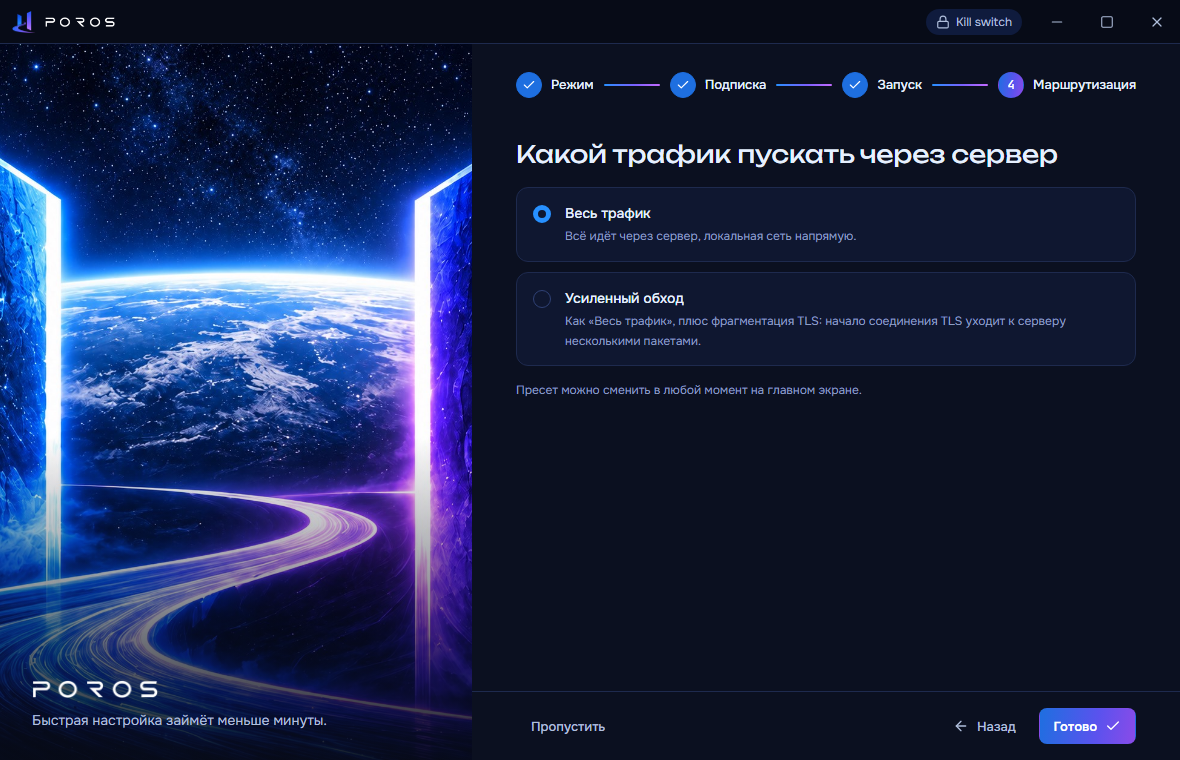 POROS
Kill switch
Режим
Подписка
Запуск
4 Маршрутизация
Какой трафик пускать через сервер
Весь трафик
Всё идёт через сервер, локальная сеть напрямую.
Усиленный обход
Как «Весь трафик», плюс фрагментация TLS: начало соединения TLS уходит к серверу
несколькими пакетами.
Пресет можно сменить в любой момент на главном экране.
POROS
Быстрая настройка займёт меньше минуты.
Пропустить
Назад
Готово